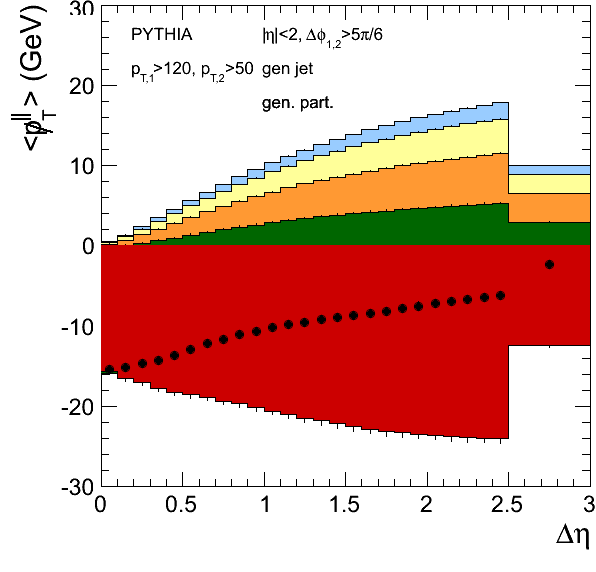 PYTHIA |η|<2, Δϕ1,2>5π/6
pT,1>120, pT,2>50 gen jet
gen. part.
<p̸T||> (GeV)
30
20
10
0
-10
-20
-30
0 0.5 1 1.5 2 2.5 3
Δη